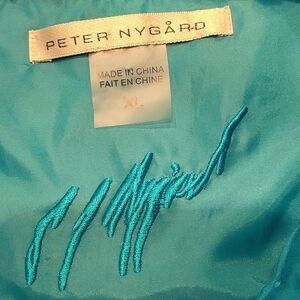 PETER NYGÅRD
MADE IN CHINA
FAIT EN CHINE
XL